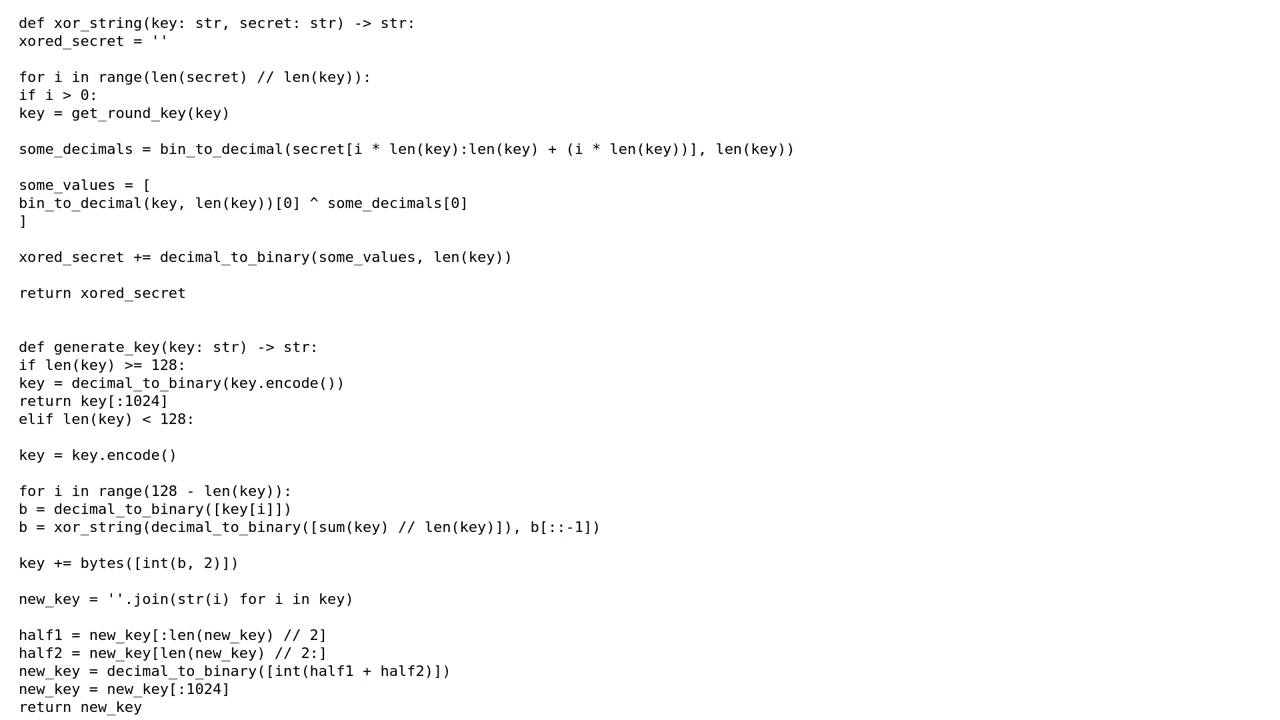 def xor_string(key: str, secret: str) -> str:
xored_secret = ''
for i in range(len(secret) // len(key)):
if i > 0:
key = get_round_key(key)
some_decimals = bin_to_decimal(secret[i * len(key):len(key) + (i * len(key))], len(key))
some_values = [
bin_to_decimal(key, len(key))[0] ^ some_decimals[0]
]
xored_secret += decimal_to_binary(some_values, len(key))
return xored_secret
def generate_key(key: str) -> str:
if len(key) >= 128:
key = decimal_to_binary(key.encode())
return key[:1024]
elif len(key) < 128:
key = key.encode()
for i in range(128 - len(key)):
b = decimal_to_binary([key[i]])
b = xor_string(decimal_to_binary([sum(key) // len(key)]), b[::-1])
key += bytes([int(b, 2)])
new_key = ''.join(str(i) for i in key)
half1 = new_key[:len(new_key) // 2]
half2 = new_key[len(new_key) // 2:]
new_key = decimal_to_binary([int(half1 + half2)])
new_key = new_key[:1024]
return new_key